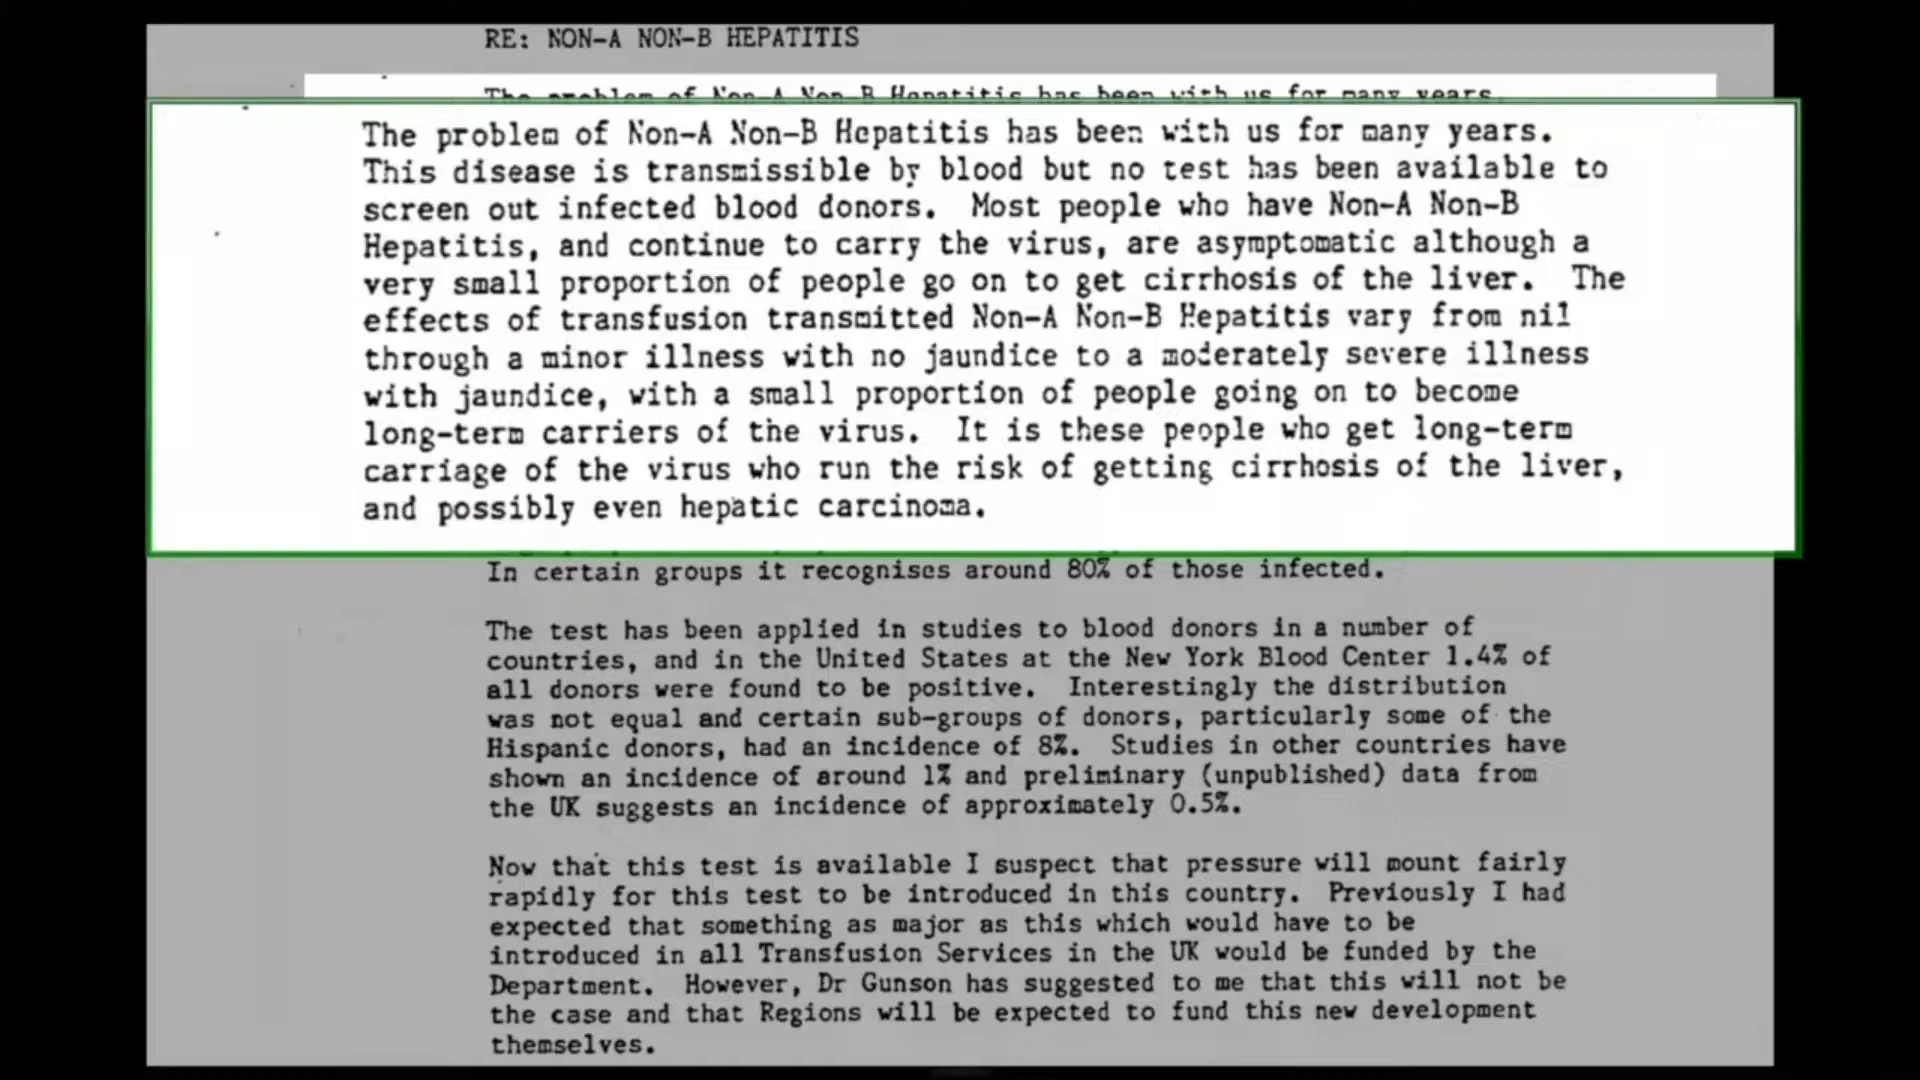 RE: NON-A NON-B HEPATITIS
The problem of Non-A Non-B Hepatitis has been with us for many years.
The problem of Non-A Non-B Hepatitis has been with us for many years.
This disease is transmissible by blood but no test has been available to
screen out infected blood donors. Most people who have Non-A Non-B
Hepatitis, and continue to carry the virus, are asymptomatic although a
very small proportion of people go on to get cirrhosis of the liver. The
effects of transfusion transmitted Non-A Non-B Hepatitis vary from nil
through a minor illness with no jaundice to a moderately severe illness
with jaundice, with a small proportion of people going on to become
long-term carriers of the virus. It is these people who get long-term
carriage of the virus who run the risk of getting cirrhosis of the liver,
and possibly even hepatic carcinoma.
In certain groups it recognises around 80% of those infected.
The test has been applied in studies to blood donors in a number of
countries, and in the United States at the New York Blood Center 1.4% of
all donors were found to be positive. Interestingly the distribution
was not equal and certain sub-groups of donors, particularly some of the
Hispanic donors, had an incidence of 8%. Studies in other countries have
shown an incidence of around 1% and preliminary (unpublished) data from
the UK suggests an incidence of approximately 0.5%.
Now that this test is available I suspect that pressure will mount fairly
rapidly for this test to be introduced in this country. Previously I had
expected that something as major as this which would have to be
introduced in all Transfusion Services in the UK would be funded by the
Department. However, Dr Gunson has suggested to me that this will not be
the case and that Regions will be expected to fund this new development
themselves.